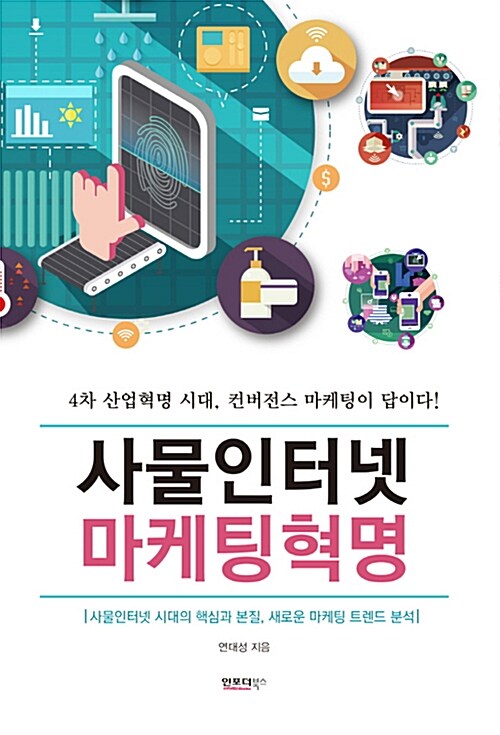 4차 산업혁명 시대, 컨버전스 마케팅이 답이다!
사물인터넷
마케팅혁명
|사물인터넷 시대의 핵심과 본질, 새로운 마케팅 트렌드 분석|
연대성 지음
인포더북스